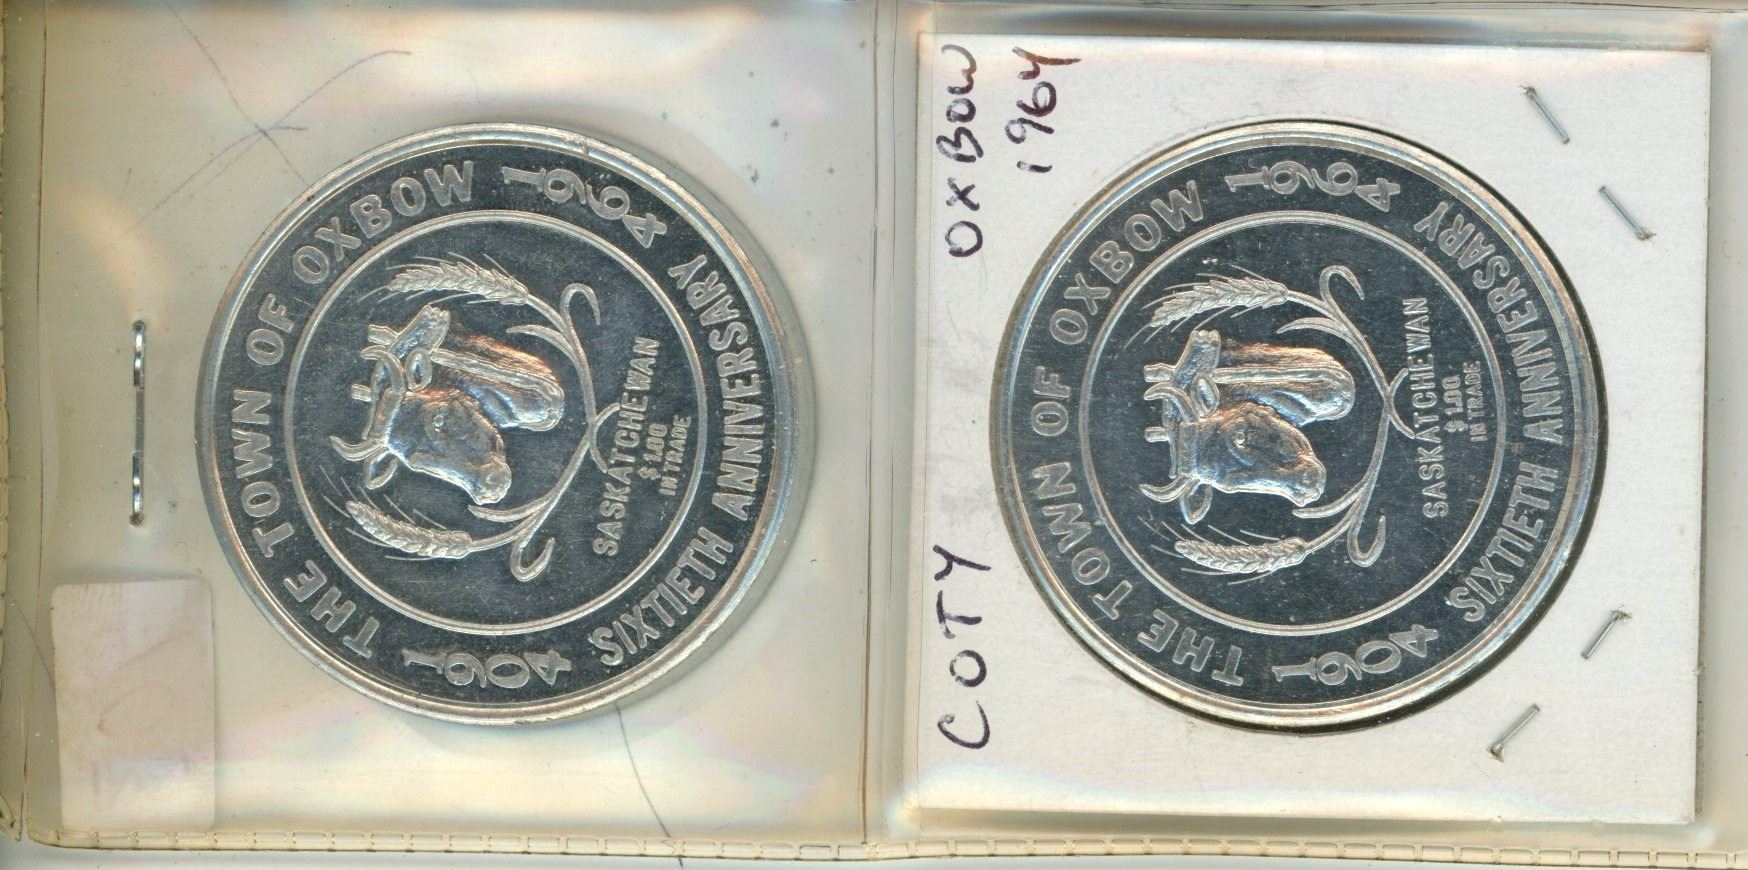 THE TOWN OF OXBOW
1904 1964
SIXTIETH ANNIVERSARY
SASKATCHEWAN
$1.00
IN TRADE
COTY OXBOW
1964
THE TOWN OF OXBOW
1904 1964
SIXTIETH ANNIVERSARY
SASKATCHEWAN
$1.00
IN TRADE